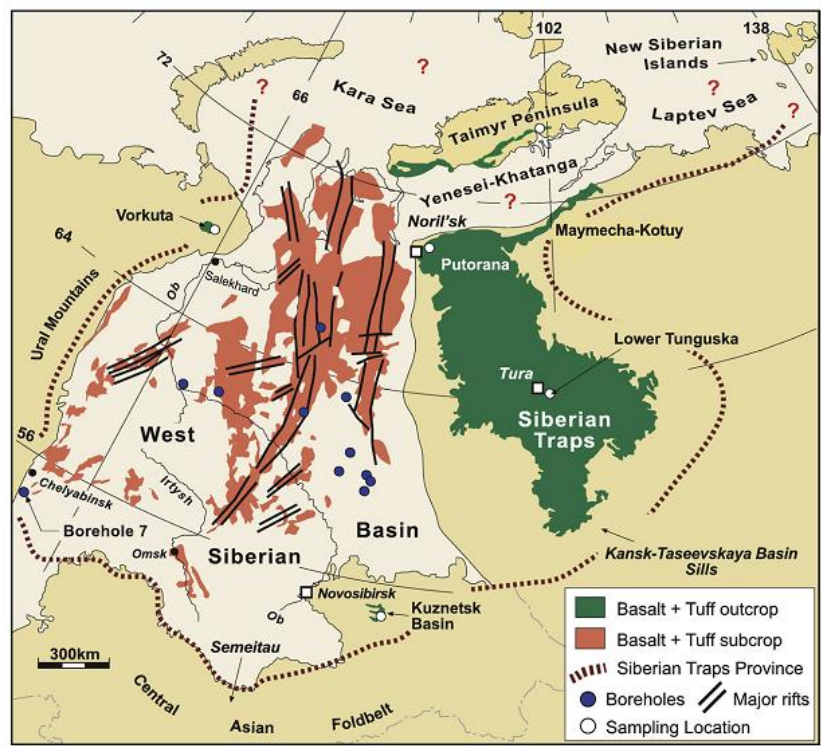 102
138
New Siberian
Islands
72
?
?
66
Kara Sea
?
Laptev Sea
?
Taimyr Peninsula
Yenesei-Khatanga
?
Vorkuta
Noril'sk
Maymecha-Kotuy
64
Putorana
Salekhard
Ob
Ural Mountains
Lower Tunguska
Tura
Siberian
Traps
West
56
Chelyabinsk
Irtysh
Borehole 7
Basin
Omsk
Siberian
Kansk-Taseevskaya Basin
Sills
Novosibirsk
Ob
Kuznetsk
Basin
Semeitau
300km
Central
Asian
Foldbelt
Basalt + Tuff outcrop
Basalt + Tuff subcrop
Siberian Traps Province
Boreholes
Major rifts
Sampling Location